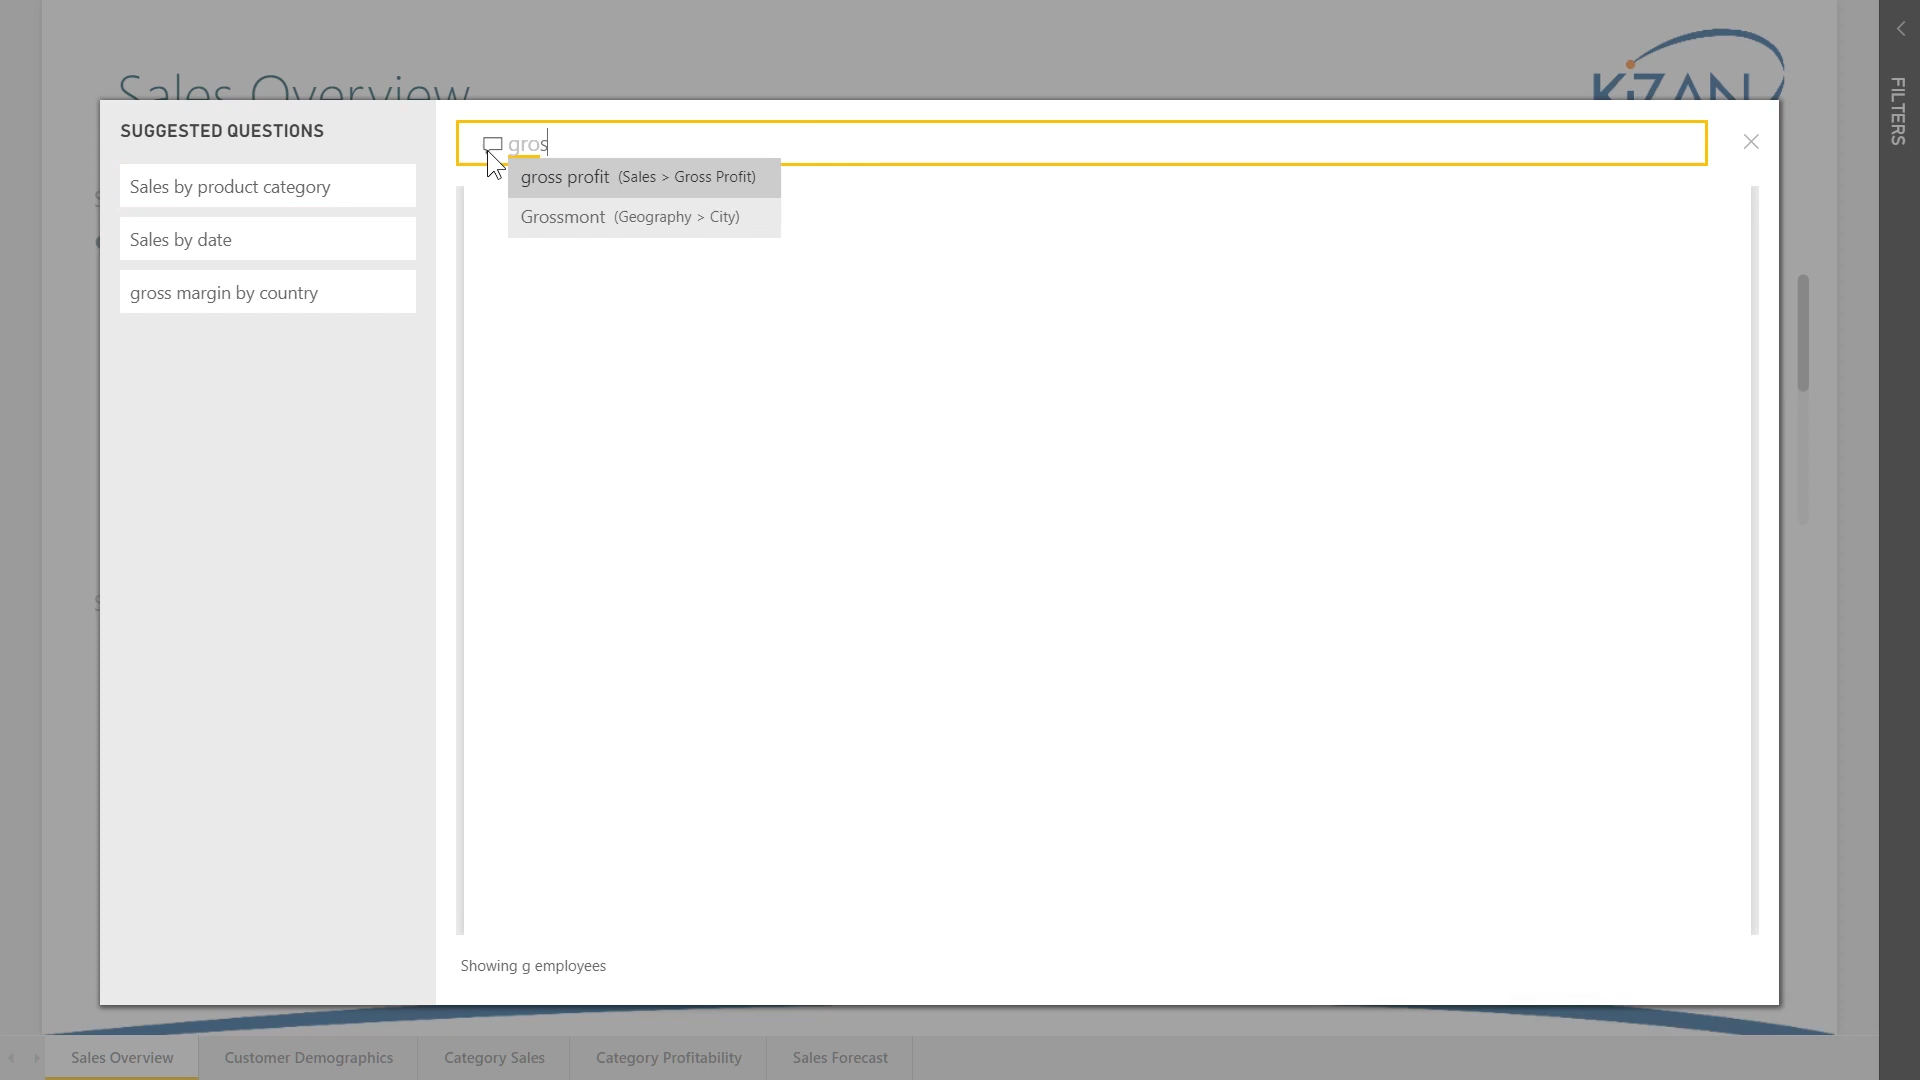 Sales Overview
KiZAN
FILTERS
SUGGESTED QUESTIONS
Sales by product category
Sales by date
gross margin by country
gros
gross profit (Sales > Gross Profit)
Grossmont (Geography > City)
Showing g employees
Sales Overview
Customer Demographics
Category Sales
Category Profitability
Sales Forecast